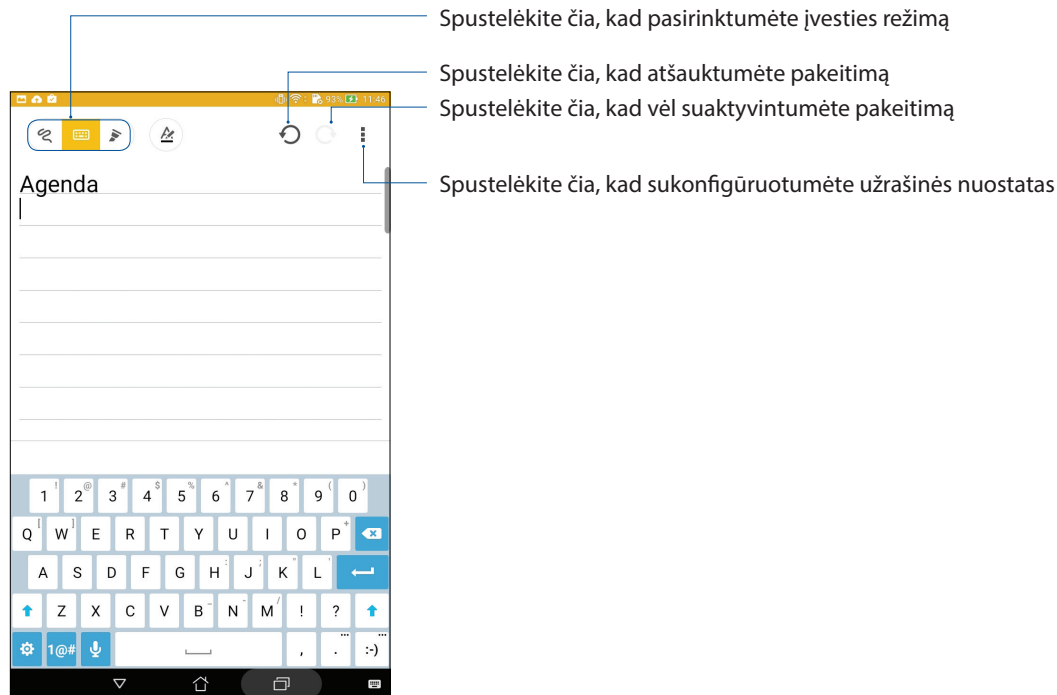 Spustelėkite čia, kad pasirinktumėte įvesties režimą
Spustelėkite čia, kad atšauktumėte pakeitimą
Spustelėkite čia, kad vėl suaktyvintumėte pakeitimą
Spustelėkite čia, kad sukonfigūruotumėte užrašinės nuostatas
93% 11:46
Agenda
1 ! 2 @ 3 # 4 $ 5 % 6 ^ 7 & 8 * 9 ( 0 )
Q [ W ] E R T Y U I O P +
A S D F G H : J ; K " L '
Z X C V B _ N - M / ! ?
1@# , . ... :-) ...